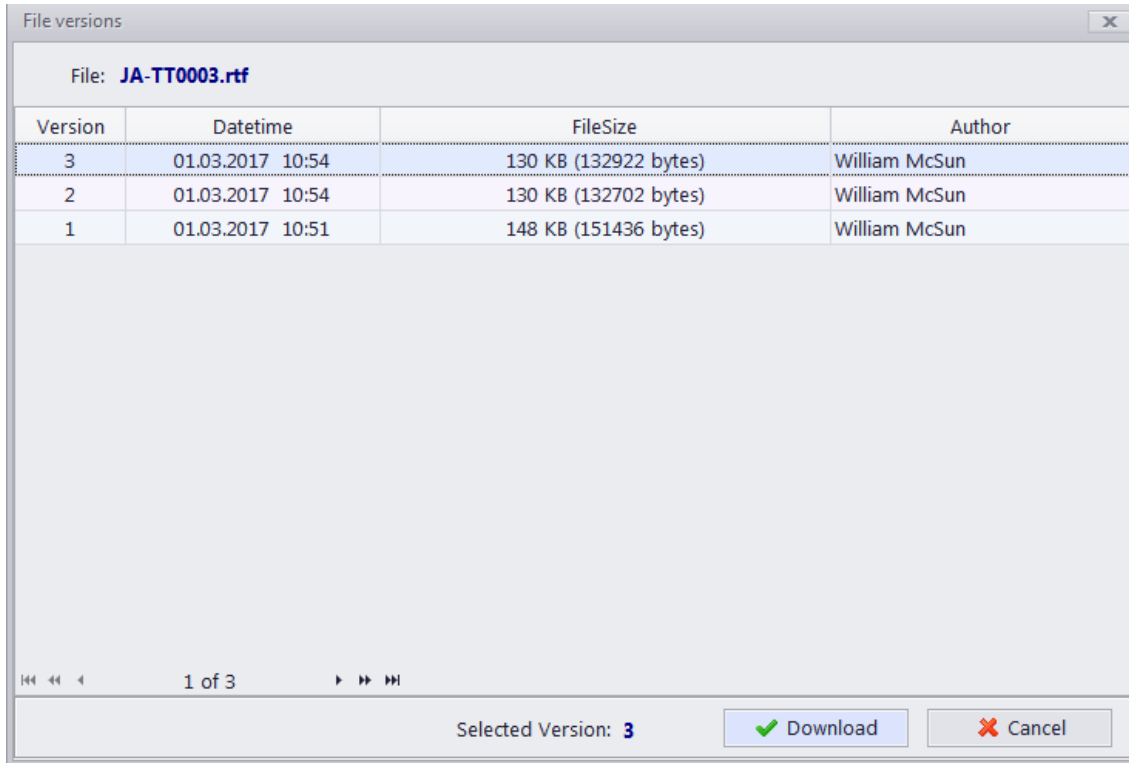 File versions
File: JA-TT0003.rtf
Version Datetime FileSize Author
3 01.03.2017 10:54 130 KB (132922 bytes) William McSun
2 01.03.2017 10:54 130 KB (132702 bytes) William McSun
1 01.03.2017 10:51 148 KB (151436 bytes) William McSun
1 of 3
Selected Version: 3 Download Cancel